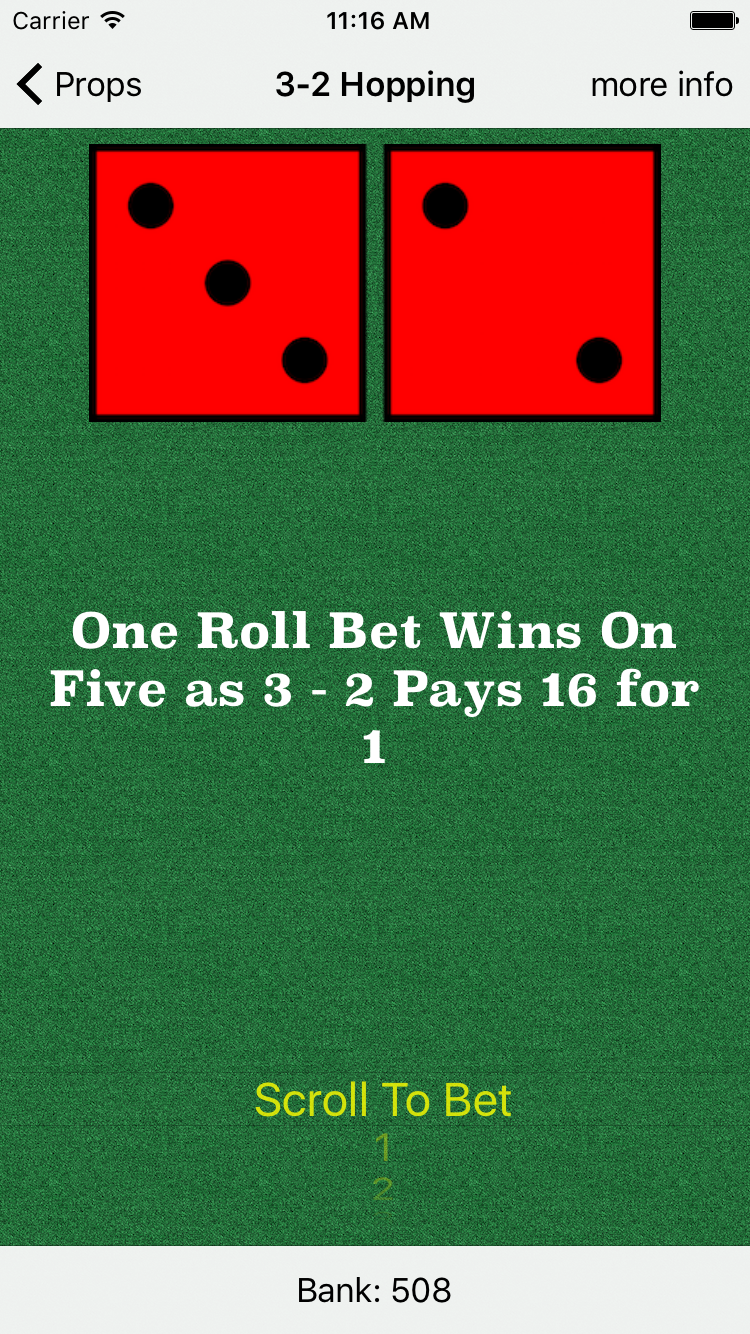 Carrier 11:16 AM
Props 3-2 Hopping more info
One Roll Bet Wins On
Five as 3 - 2 Pays 16 for
1
Scroll To Bet
1
2
Bank: 508